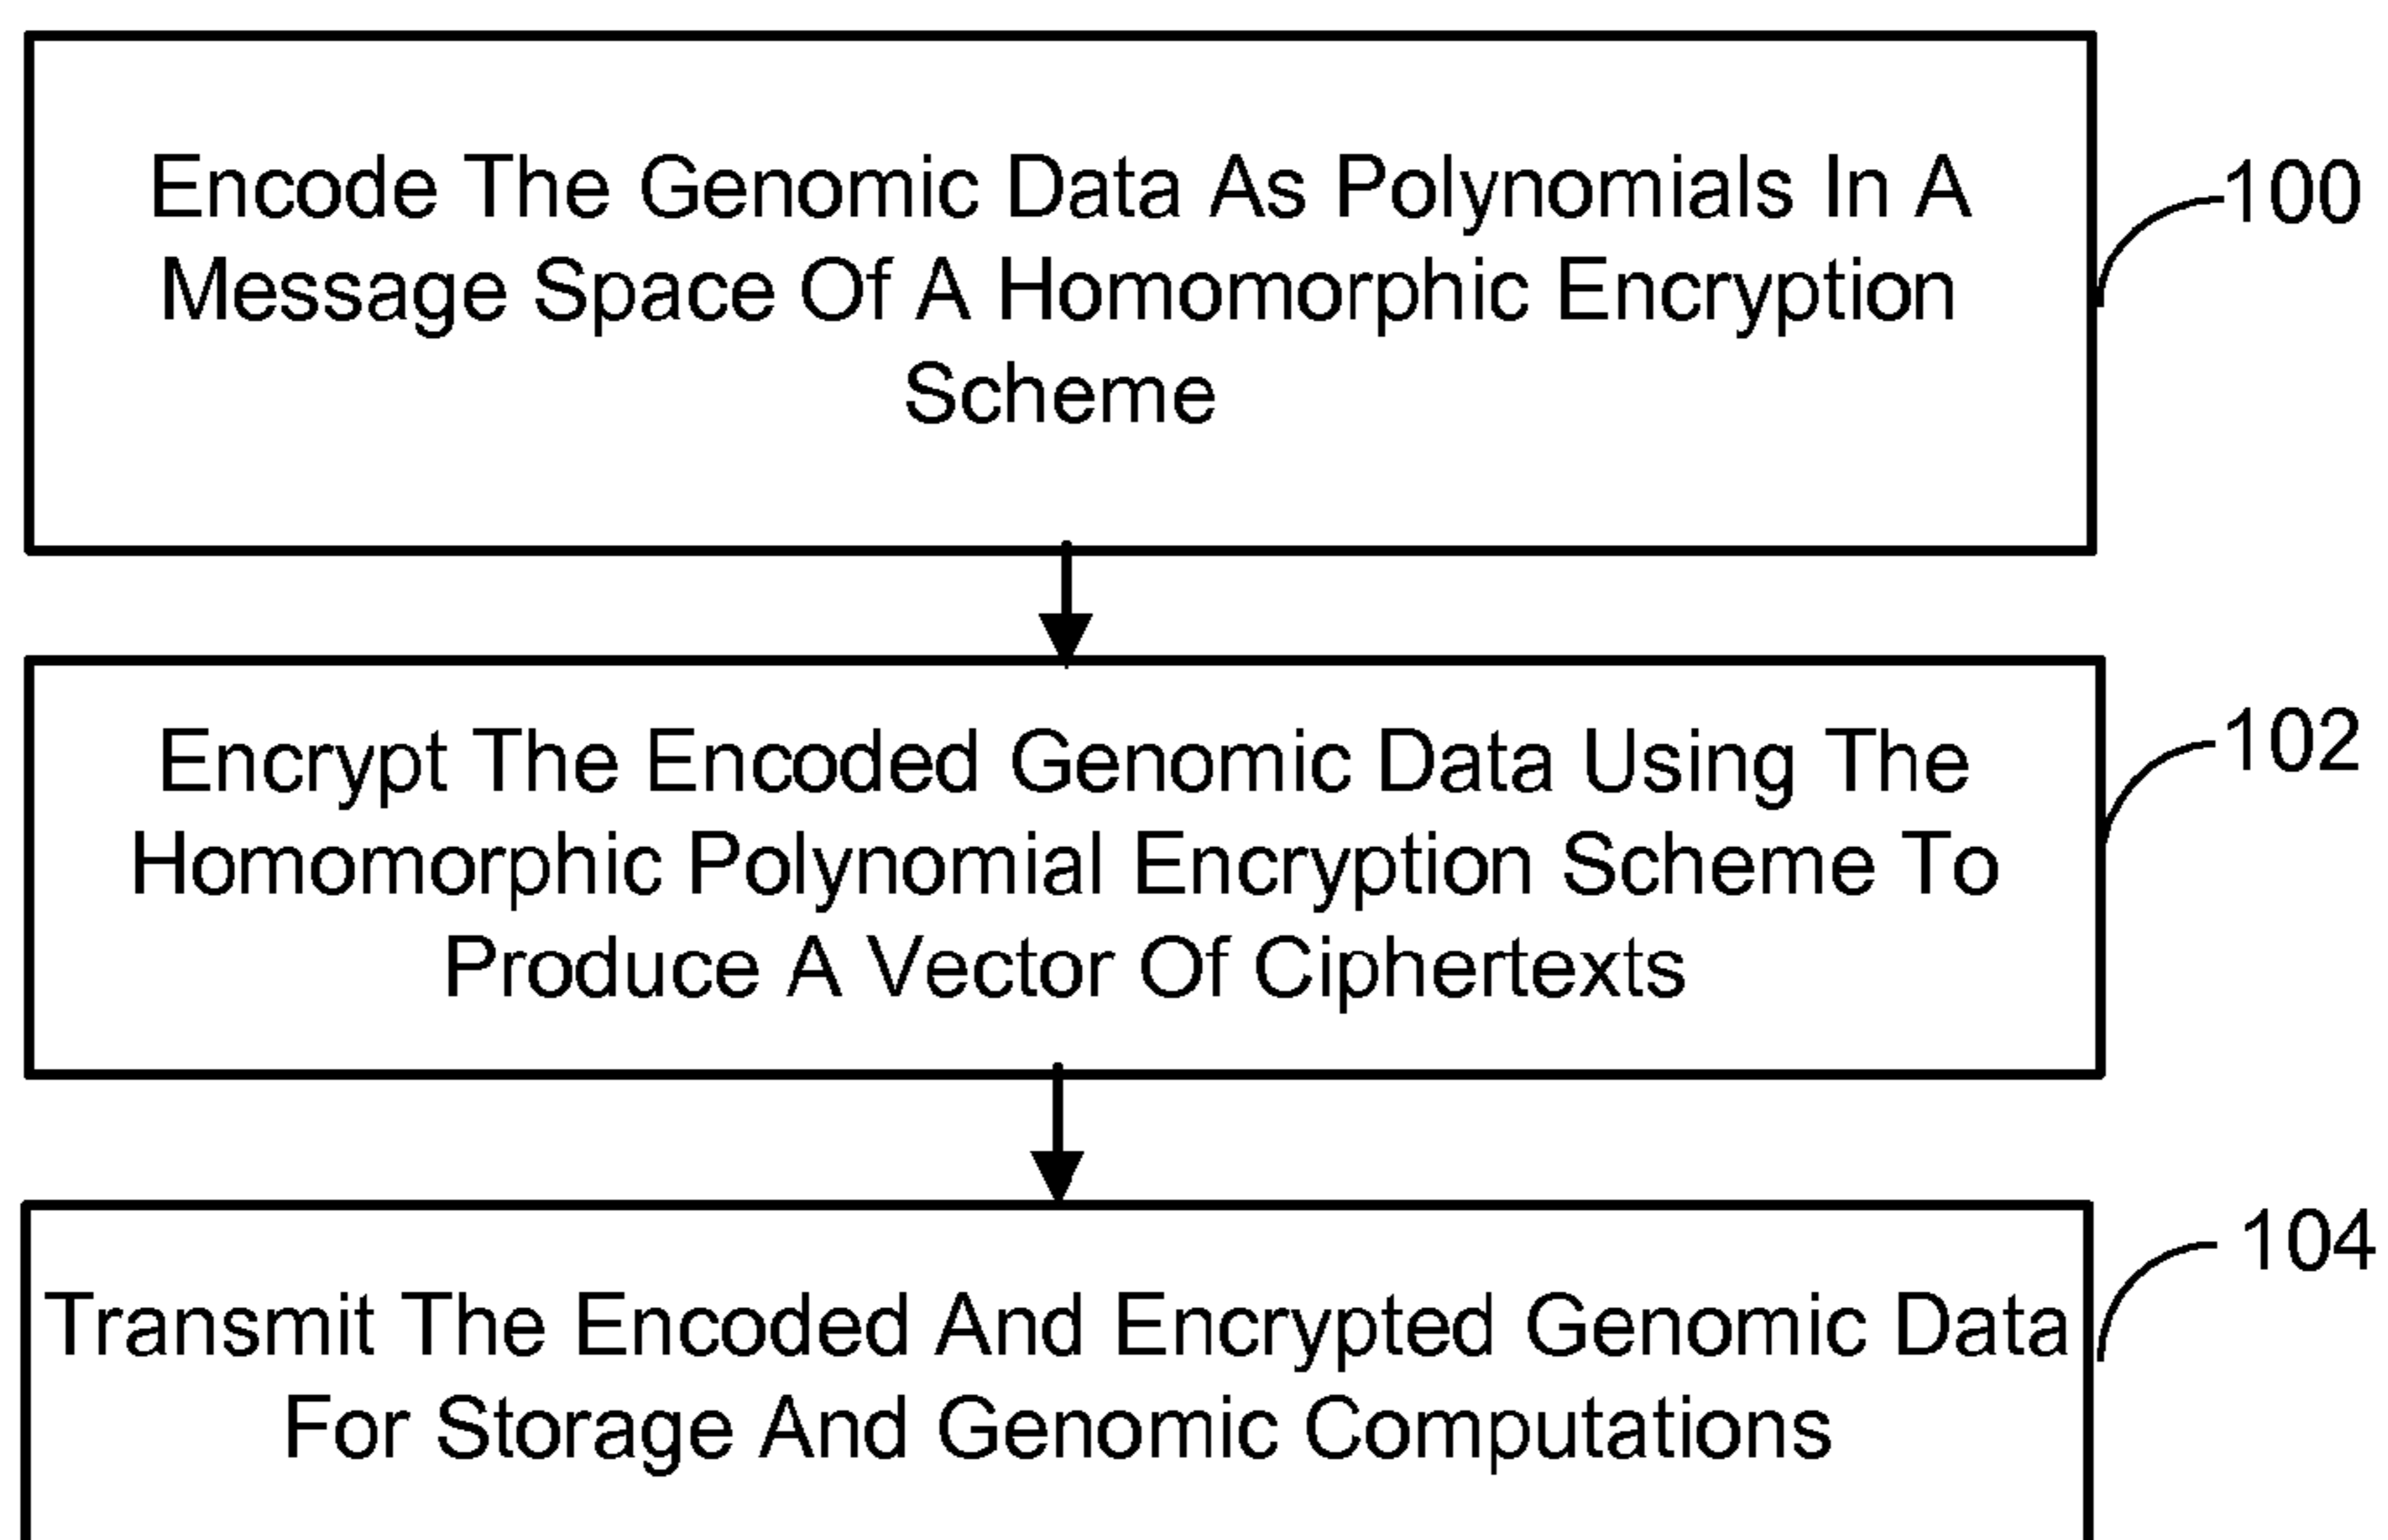 Encode The Genomic Data As Polynomials In A
Message Space Of A Homomorphic Encryption
Scheme
100
Encrypt The Encoded Genomic Data Using The
Homomorphic Polynomial Encryption Scheme To
Produce A Vector Of Ciphertexts
102
Transmit The Encoded And Encrypted Genomic Data
For Storage And Genomic Computations
104